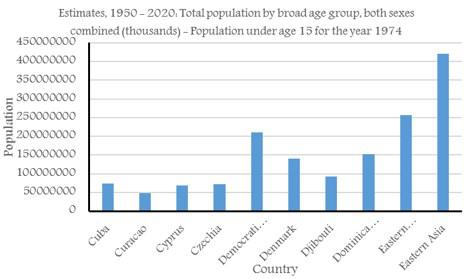 Estimates, 1950 - 2020: Total population by broad age group, both sexes
combined (thousands) - Population under age 15 for the year 1974
450000000
400000000
350000000
300000000
250000000
200000000
150000000
100000000
50000000
0
Population
Cuba
Curacao
Cyprus
Czechia
Democrati...
Denmark
Djibouti
Dominica...
Eastern...
Eastern Asia
Country